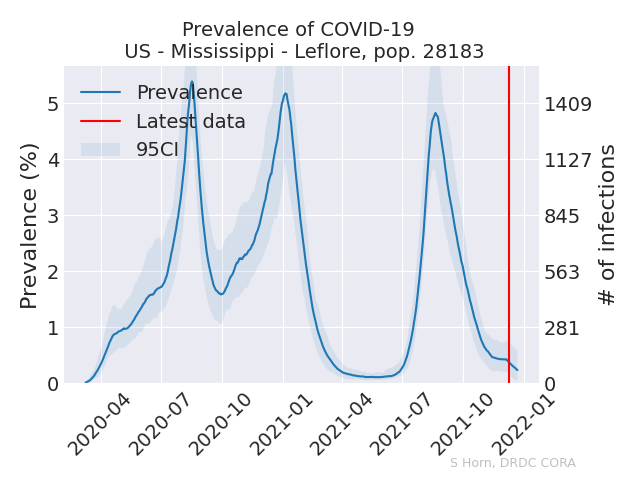 Prevalence of COVID-19
US - Mississippi - Leflore, pop. 28183
Prevalence
Latest data
95CI
Prevalence (%)
5
4
3
2
1
0
1409
1127
845
563
281
0
# of infections
2020-04
2020-07
2020-10
2021-01
2021-04
2021-07
2021-10
2022-01
S Horn, DRDC CORA